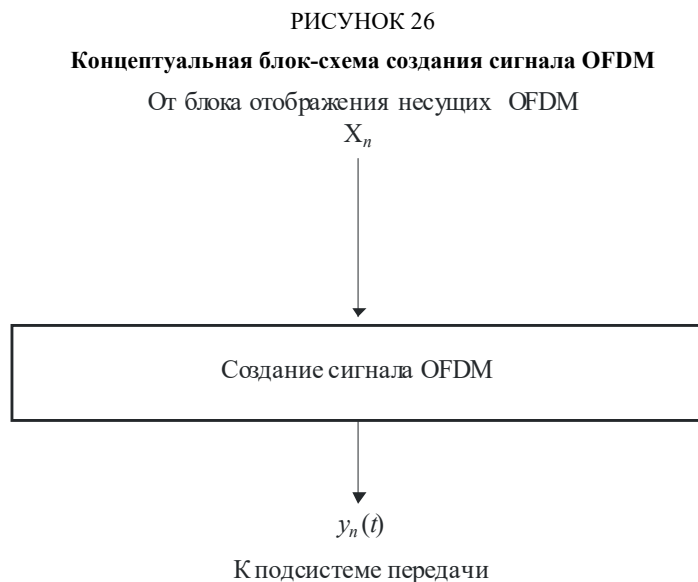 РИСУНОК 26
Концептуальная блок-схема создания сигнала OFDM
От блока отображения несущих OFDM
Xn
Создание сигнала OFDM
yn(t)
К подсистеме передачи